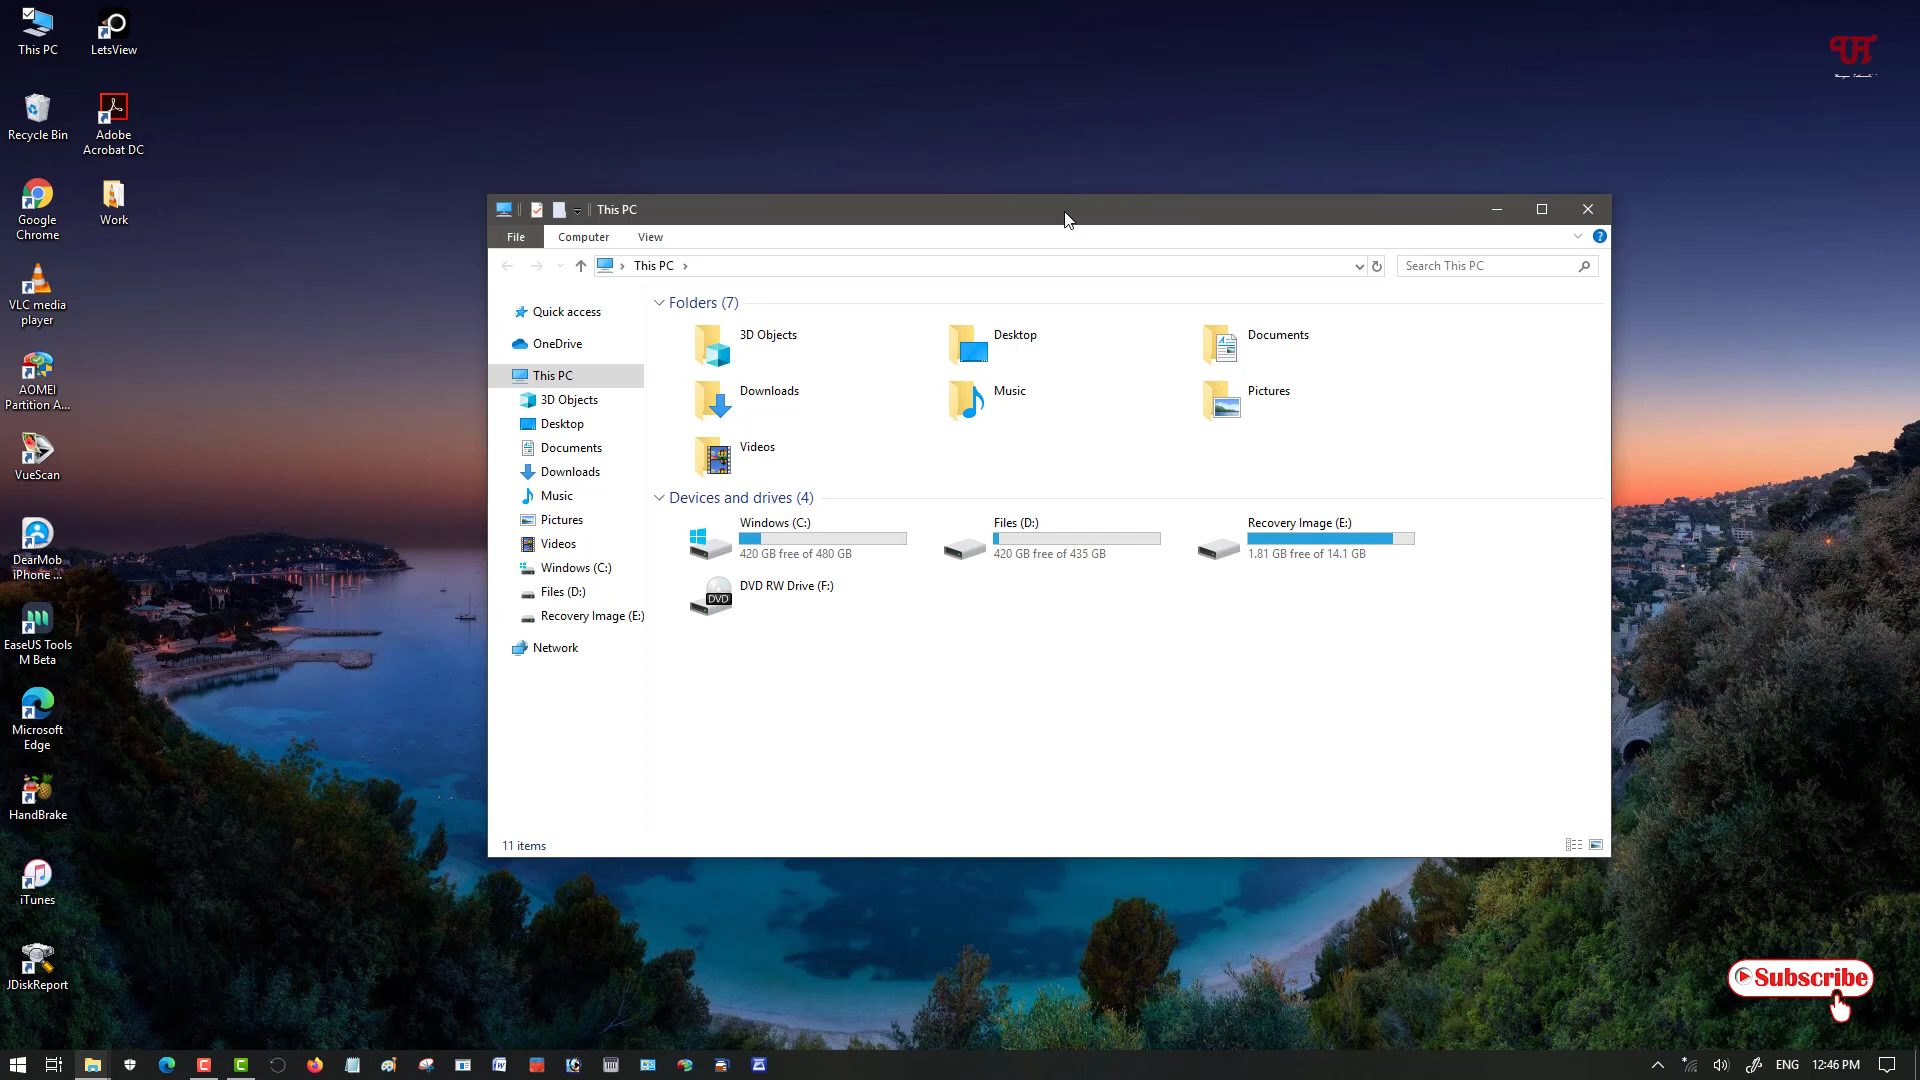 This PC
LetsView
Recycle Bin
Adobe
Acrobat DC
Google
Chrome
Work
VLC media
player
AOMEI
Partition A...
VueScan
DearMob
iPhone ...
EaseUS Tools
M Beta
Microsoft
Edge
HandBrake
iTunes
JDiskReport
This PC
File
Computer
View
This PC
Search This PC
Quick access
OneDrive
This PC
3D Objects
Desktop
Documents
Downloads
Music
Pictures
Videos
Windows (C:)
Files (D:)
Recovery Image (E:)
Network
Folders (7)
3D Objects
Desktop
Documents
Downloads
Music
Pictures
Videos
Devices and drives (4)
Windows (C:)
420 GB free of 480 GB
Files (D:)
420 GB free of 435 GB
Recovery Image (E:)
1.81 GB free of 14.1 GB
DVD
DVD RW Drive (F:)
11 items
Subscribe
ENG
12:46 PM